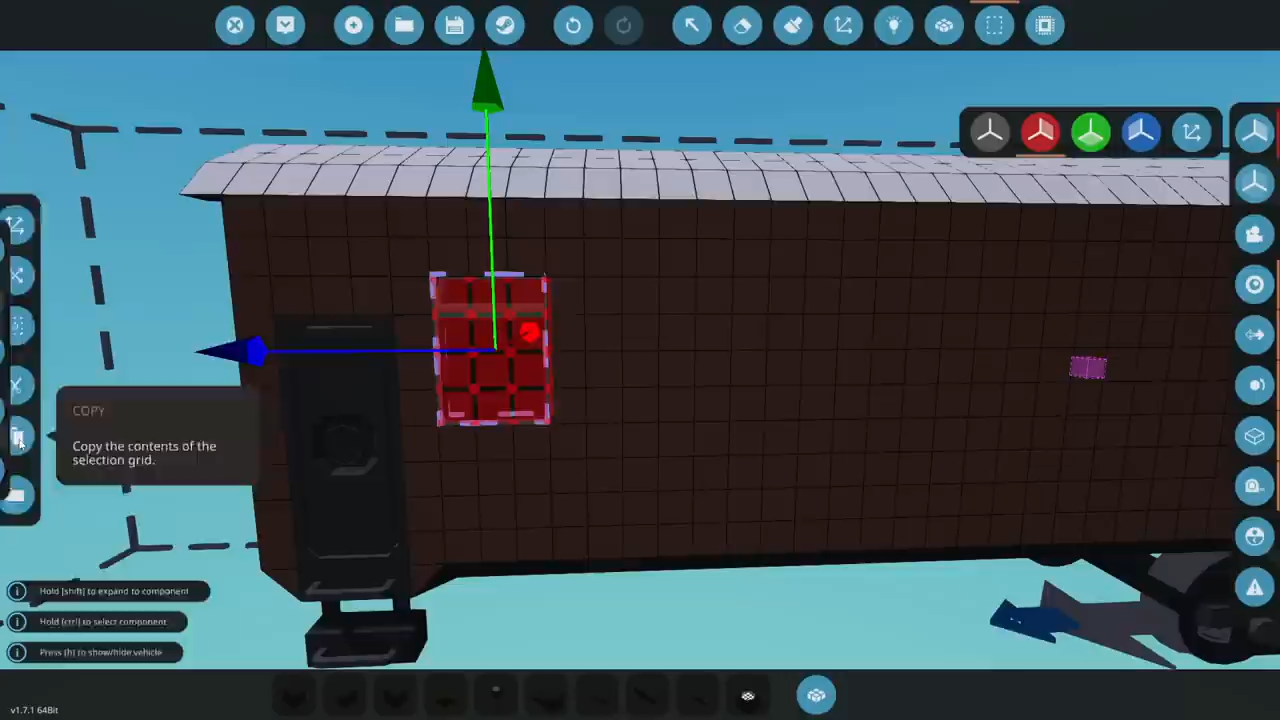 COPY
Copy the contents of the
selection grid.
Hold [shift] to expand to component
Hold [ctrl] to select component
Press [h] to show/hide vehicle
v1.7.1 64Bit